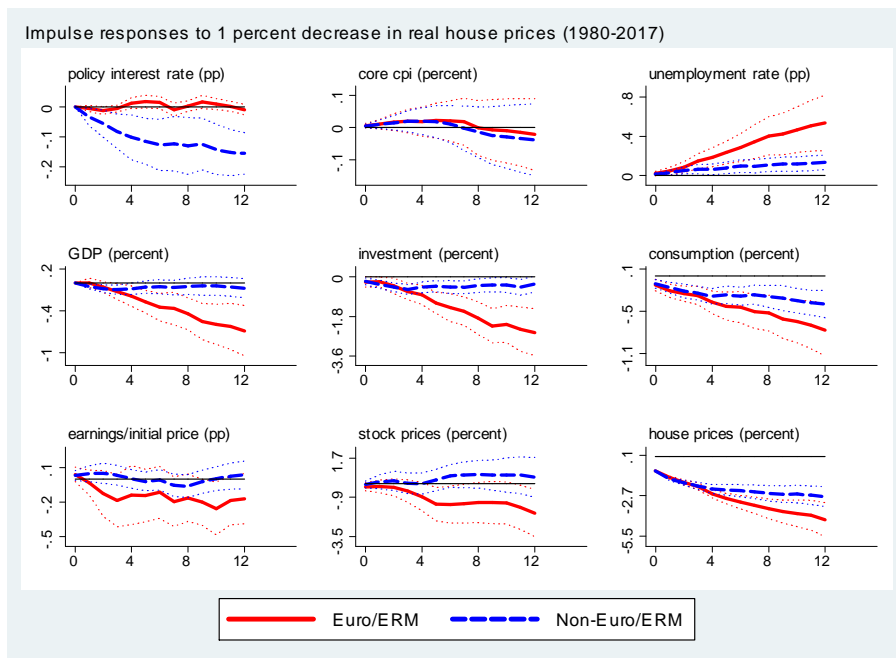 Impulse responses to 1 percent decrease in real house prices (1980-2017)
policy interest rate (pp) core cpi (percent) unemployment rate (pp)
0 .1 .8
-.1 0 .4
-.2 -.1 0
0 4 8 12 0 4 8 12 0 4 8 12
GDP (percent) investment (percent) consumption (percent)
.2 0 .1
-.4 -1.8 -.5
-1 -3.6 -1.1
0 4 8 12 0 4 8 12 0 4 8 12
earnings/initial price (pp) stock prices (percent) house prices (percent)
.1 1.7 .1
-.2 -.9 -2.7
-.5 -3.5 -5.5
0 4 8 12 0 4 8 12 0 4 8 12
Euro/ERM Non-Euro/ERM